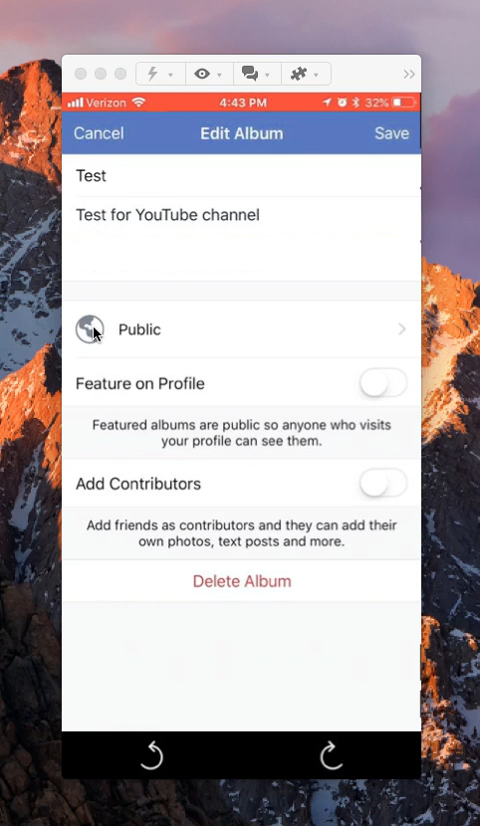 Verizon 4:43 PM 32%
Cancel Edit Album Save
Test
Test for YouTube channel
Public
Feature on Profile
Featured albums are public so anyone who visits
your profile can see them.
Add Contributors
Add friends as contributors and they can add their
own photos, text posts and more.
Delete Album